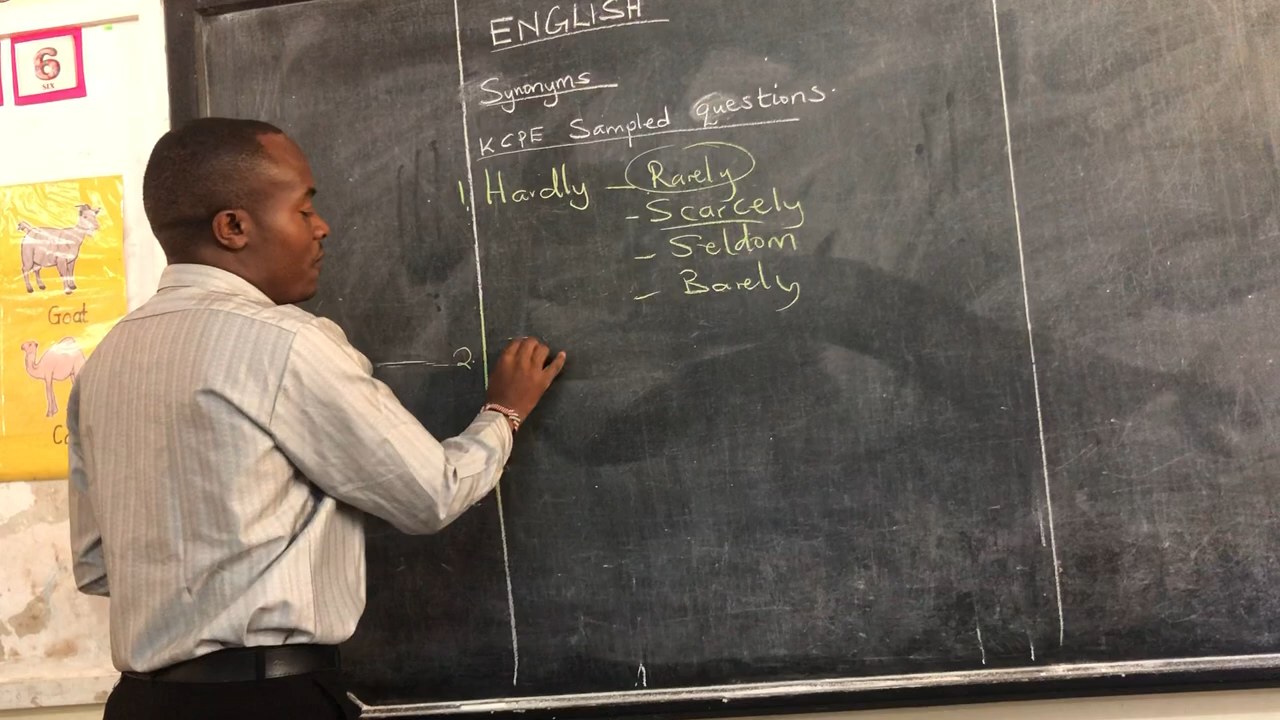 6
SIX
Goat
ENGLISH
Synonyms
KCPE Sampled questions.
1. Hardly – Rarely
- Scarcely
- Seldom
- Barely
2.